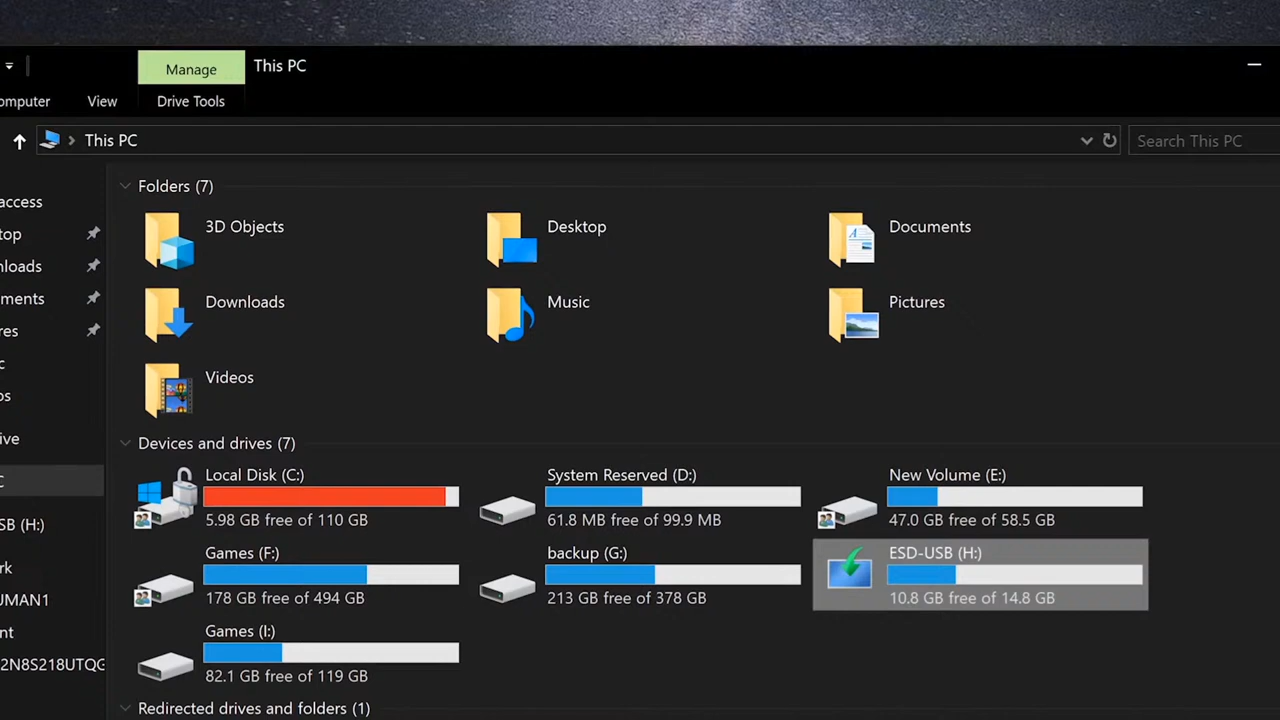 Manage
This PC
omputer
View
Drive Tools
This PC
Search This PC
access
top
nloads
ments
res
c
os
ive
C
SB (H:)
rk
UMAN1
nt
2N8S218UTQG
Folders (7)
3D Objects
Desktop
Documents
Downloads
Music
Pictures
Videos
Devices and drives (7)
Local Disk (C:)
5.98 GB free of 110 GB
System Reserved (D:)
61.8 MB free of 99.9 MB
New Volume (E:)
47.0 GB free of 58.5 GB
Games (F:)
178 GB free of 494 GB
backup (G:)
213 GB free of 378 GB
ESD-USB (H:)
10.8 GB free of 14.8 GB
Games (I:)
82.1 GB free of 119 GB
Redirected drives and folders (1)